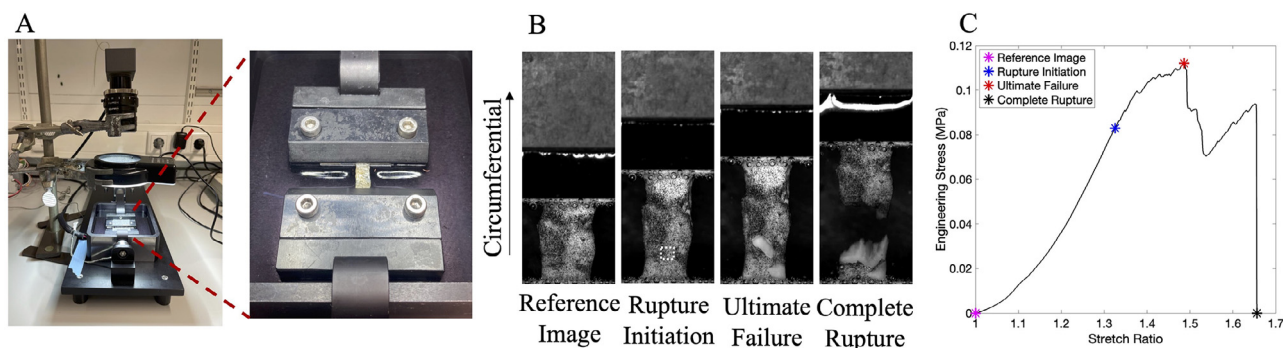 A
B
Circumferential
Reference
Image
Rupture
Initiation
Ultimate
Failure
Complete
Rupture
C
Engineering Stress (MPa)
0.12
0.1
0.08
0.06
0.04
0.02
0
Reference Image
Rupture Initiation
Ultimate Failure
Complete Rupture
1
1.1
1.2
1.3
1.4
1.5
1.6
1.7
Stretch Ratio